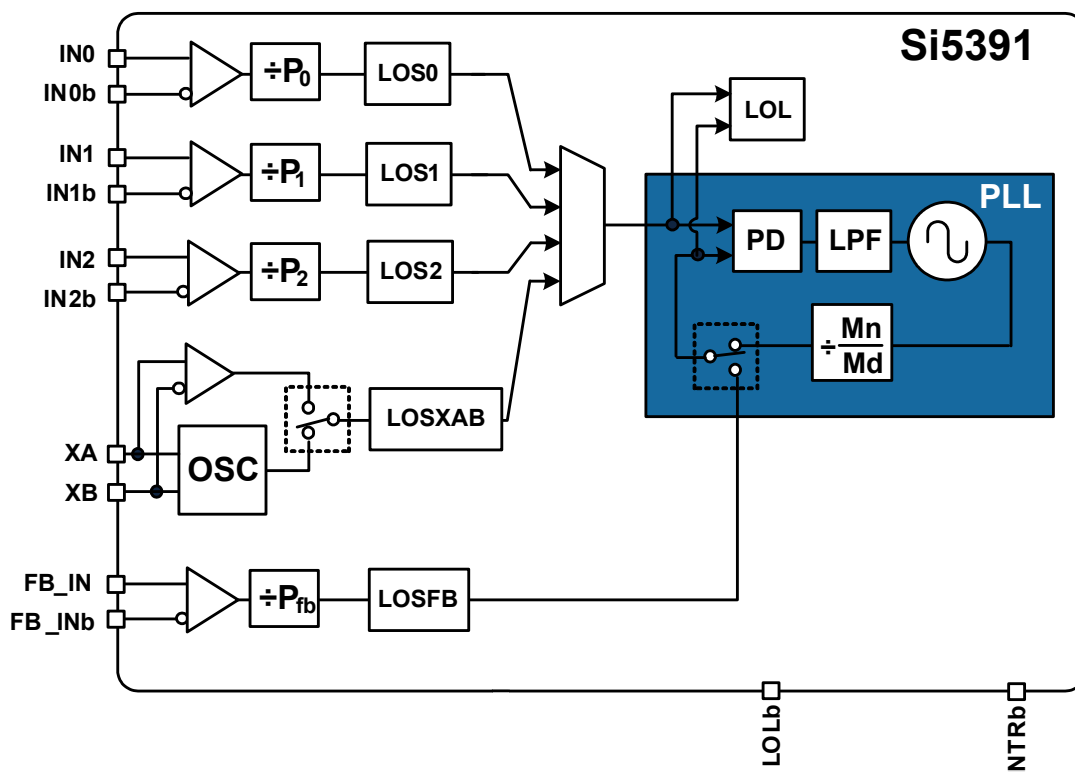 Si5391
IN0
IN0b
÷P0
LOS0
LOL
IN1
IN1b
÷P1
LOS1
PLL
PD
LPF
IN2
IN2b
÷P2
LOS2
÷ Mn
Md
XA
XB
OSC
LOSXAB
FB_IN
FB_INb
÷Pfb
LOSFB
LOLb
NTRb